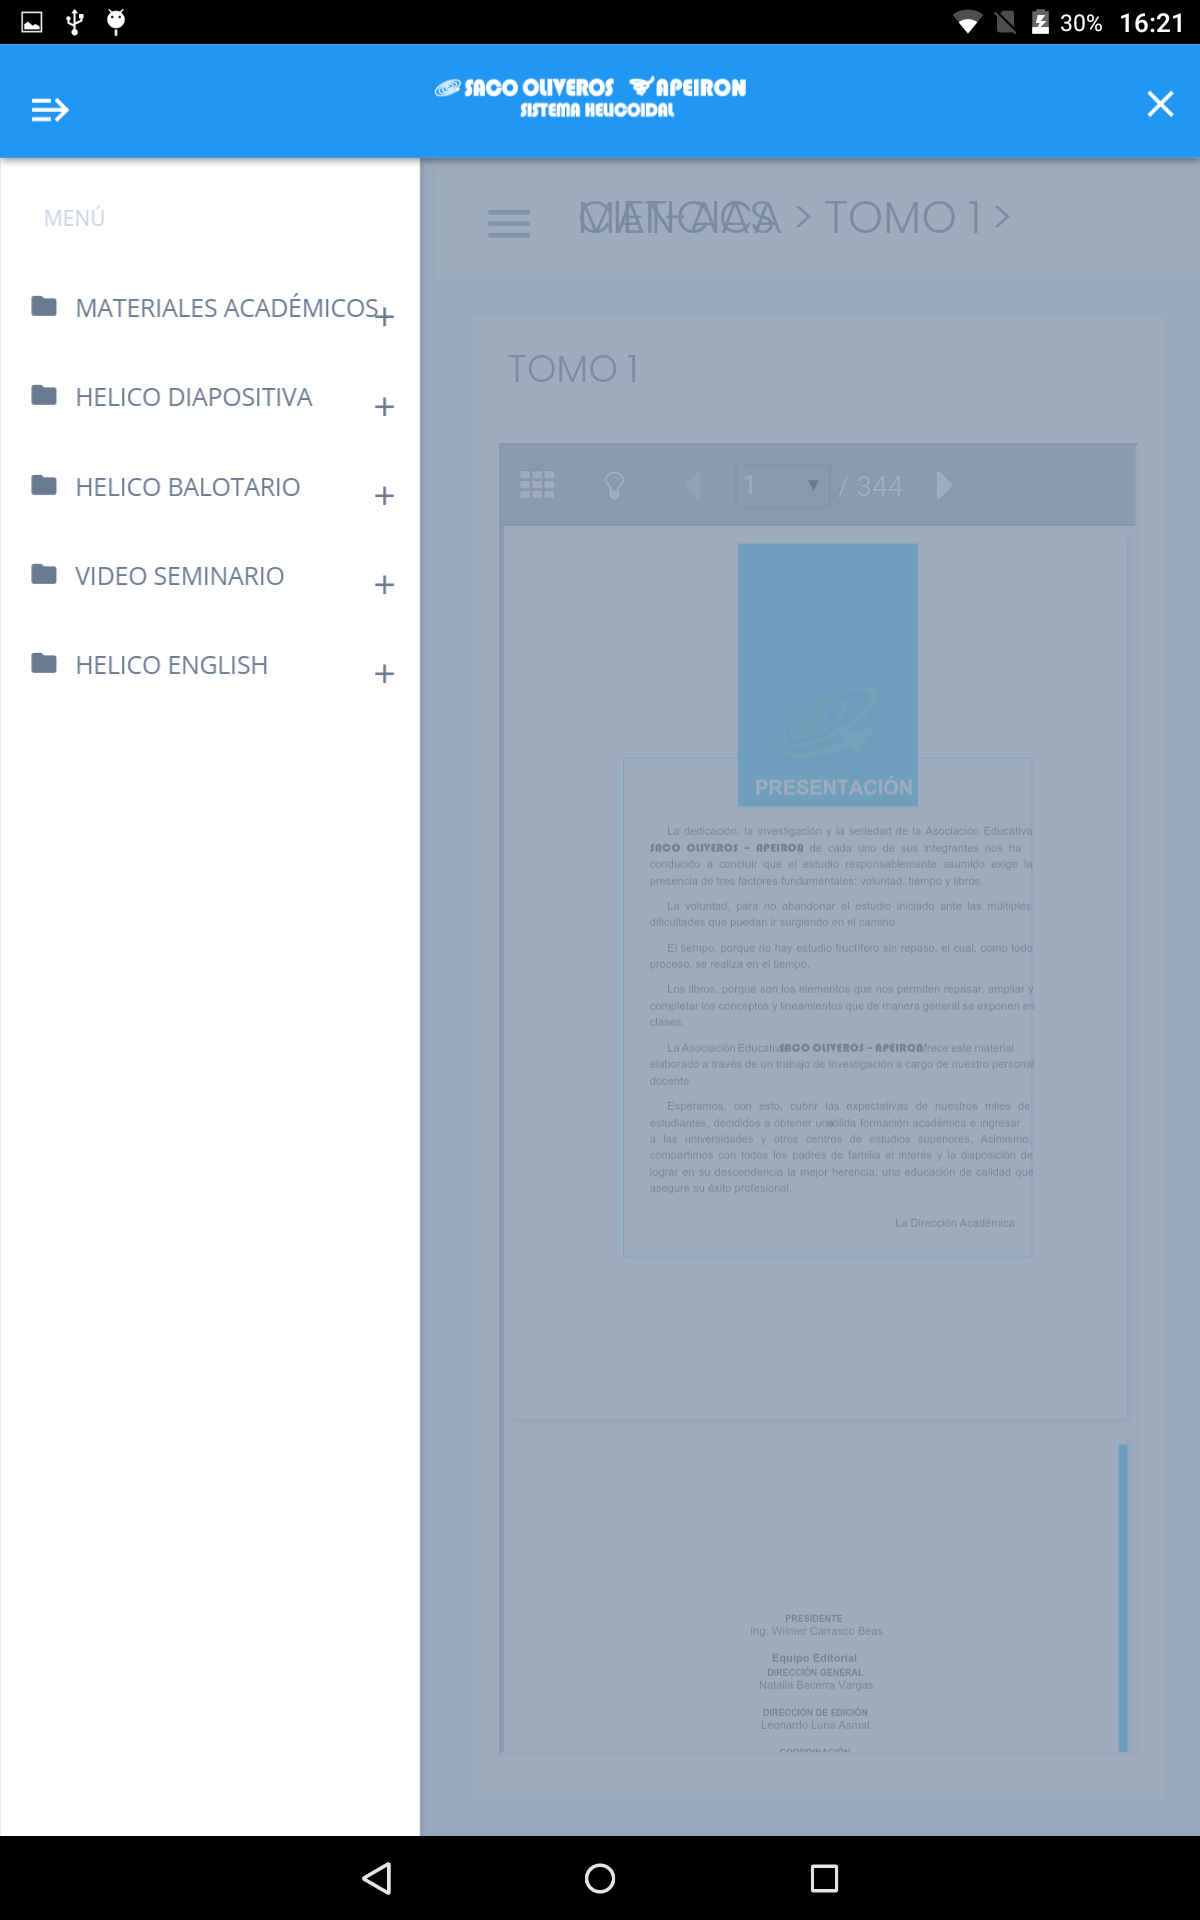 30% 16:21
SACO OLIVEROS APEIRON
SISTEMA HELICOIDAL
MENÚ
MATERIALES ACADÉMICOS
+
HELICO DIAPOSITIVA
+
HELICO BALOTARIO
+
VIDEO SEMINARIO
+
HELICO ENGLISH
+
> TOMO 1 >
TOMO 1
1 / 344
PRESENTACIÓN
La dedicación, la investigación y la seriedad de la Asociación Educativa
SACO OLIVEROS – APEIRON de cada uno de sus integrantes nos ha
conducido a concluir que el estudio responsablemente asumido exige la
presencia de tres factores fundamentales: voluntad, tiempo y libros.
La voluntad, para no abandonar el estudio iniciado ante las múltiples
dificultades que puedan ir surgiendo en el camino.
El tiempo, porque no hay estudio fructífero sin repaso, el cual, como todo
proceso, se realiza en el tiempo.
Los libros, porque son los elementos que nos permiten repasar, ampliar y
completar los conceptos y lineamientos que de manera general se exponen en
clases.
La Asociación Educativa SACO OLIVEROS – APEIRON frece este material
elaborado a través de un trabajo de investigación a cargo de nuestro personal
docente.
Esperamos, con esto, cubrir las expectativas de nuestros miles de
estudiantes, decididos a obtener una sólida formación académica e ingresar
a las universidades y otros centros de estudios superiores. Asimismo,
compartimos con todos los padres de familia el interés y la disposición de
lograr en su descendencia la mejor herencia: una educación de calidad que
asegure su éxito profesional.
La Dirección Académica
PRESIDENTE
Ing. Wilmer Carrasco Beas
Equipo Editorial
DIRECCIÓN GENERAL
Natalia Becerra Vargas
DIRECCIÓN DE EDICIÓN
Leonardo Luna Asmat
COORDINACIÓN